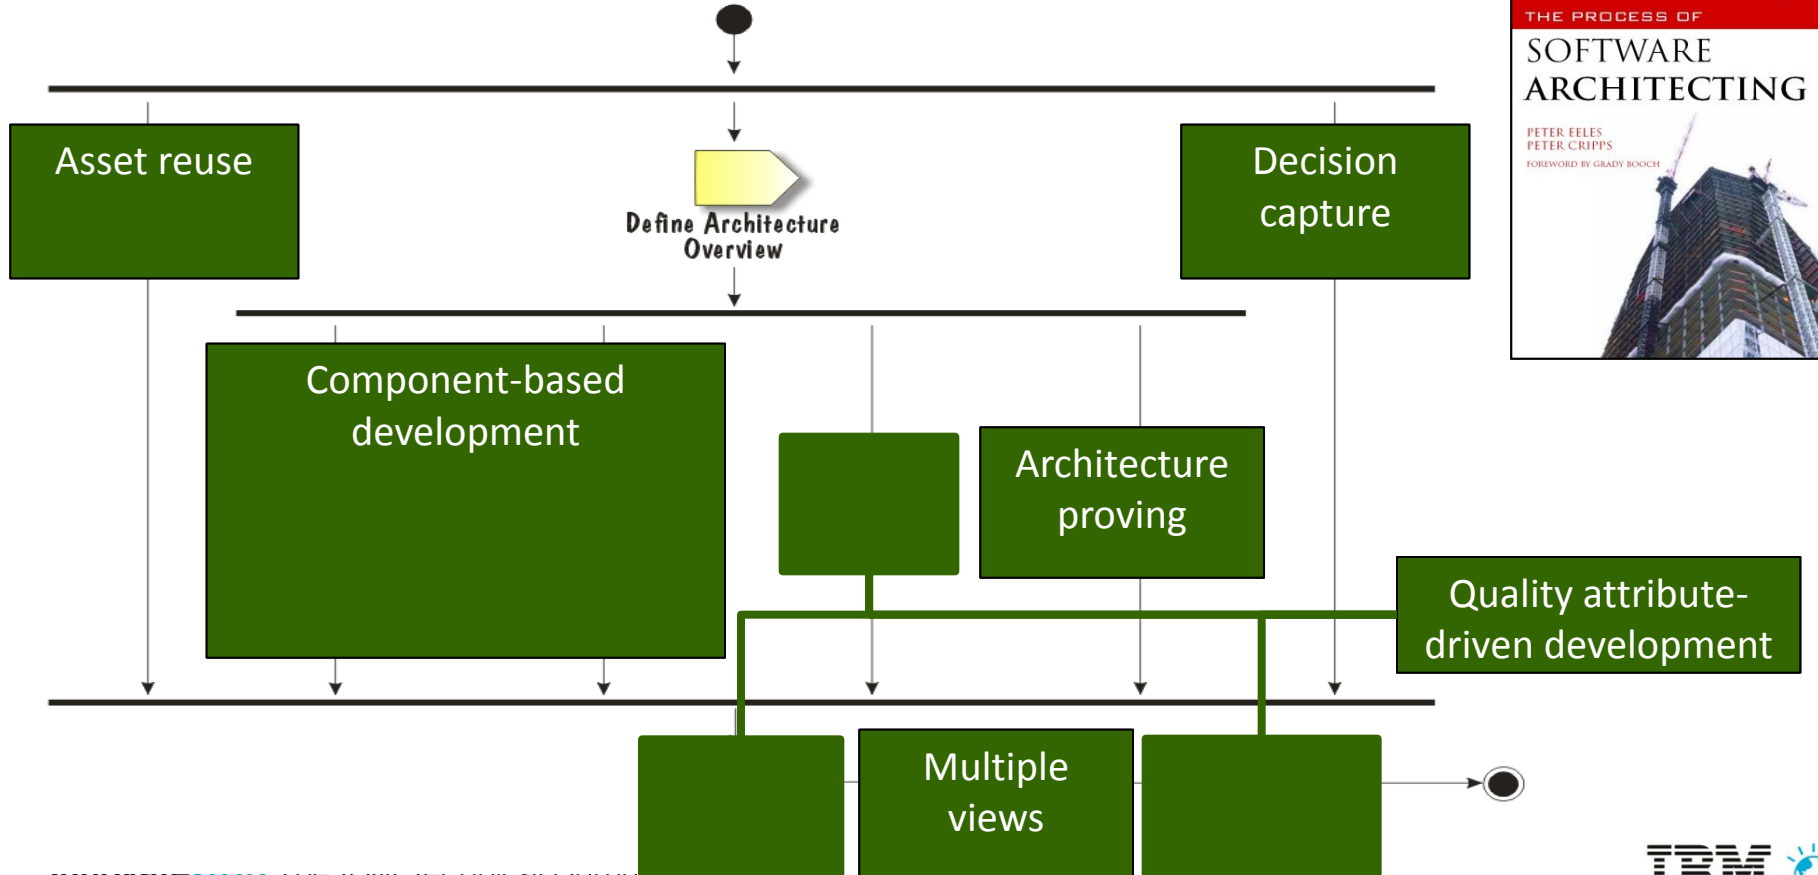 THE PROCESS OF
SOFTWARE
ARCHITECTING
PETER EELES
PETER CRIPPS
FOREWORD BY GRADY BOOCH
Asset reuse
Define Architecture
Overview
Decision
capture
Component-based
development
Architecture
proving
Quality attribute-
driven development
Multiple
views
IBM